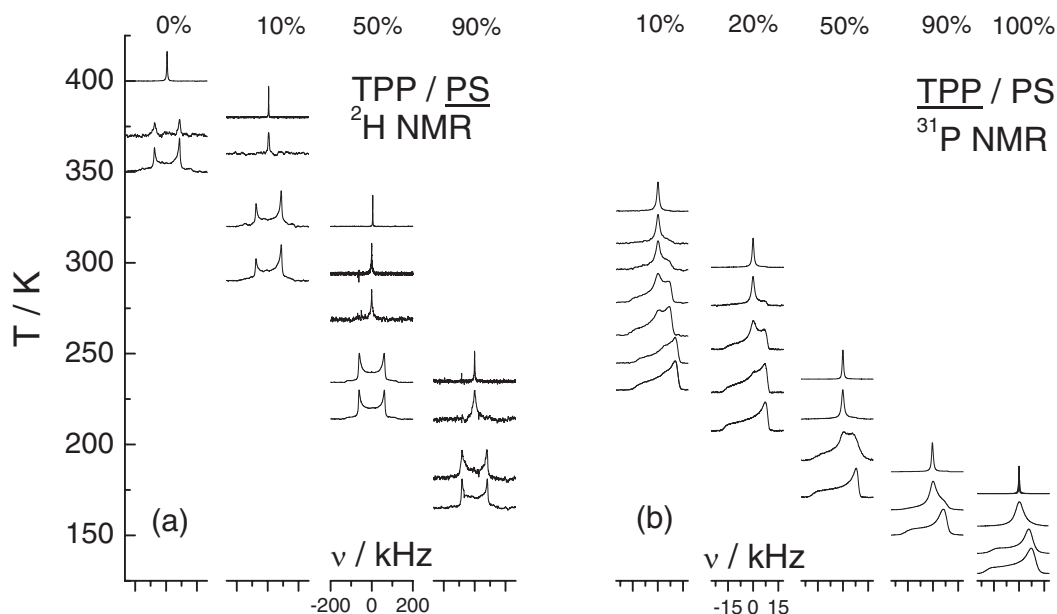 0% 10% 50% 90% 10% 20% 50% 90% 100%
400
350
300
250
200
150
T / K
TPP / PS
²H NMR
TPP / PS
³¹P NMR
(a)
(b)
ν / kHz
ν / kHz
-200 0 200
-15 0 15